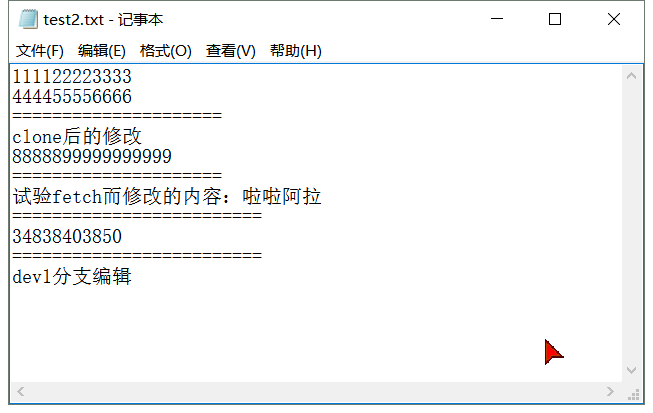 test2.txt - 记事本
文件(F) 编辑(E) 格式(O) 查看(V) 帮助(H)
111122223333
444455556666
=====================
clone后的修改
8888899999999999
=====================
试验fetch而修改的内容：啦啦阿拉
=========================
34838403850
=========================
dev1分支编辑